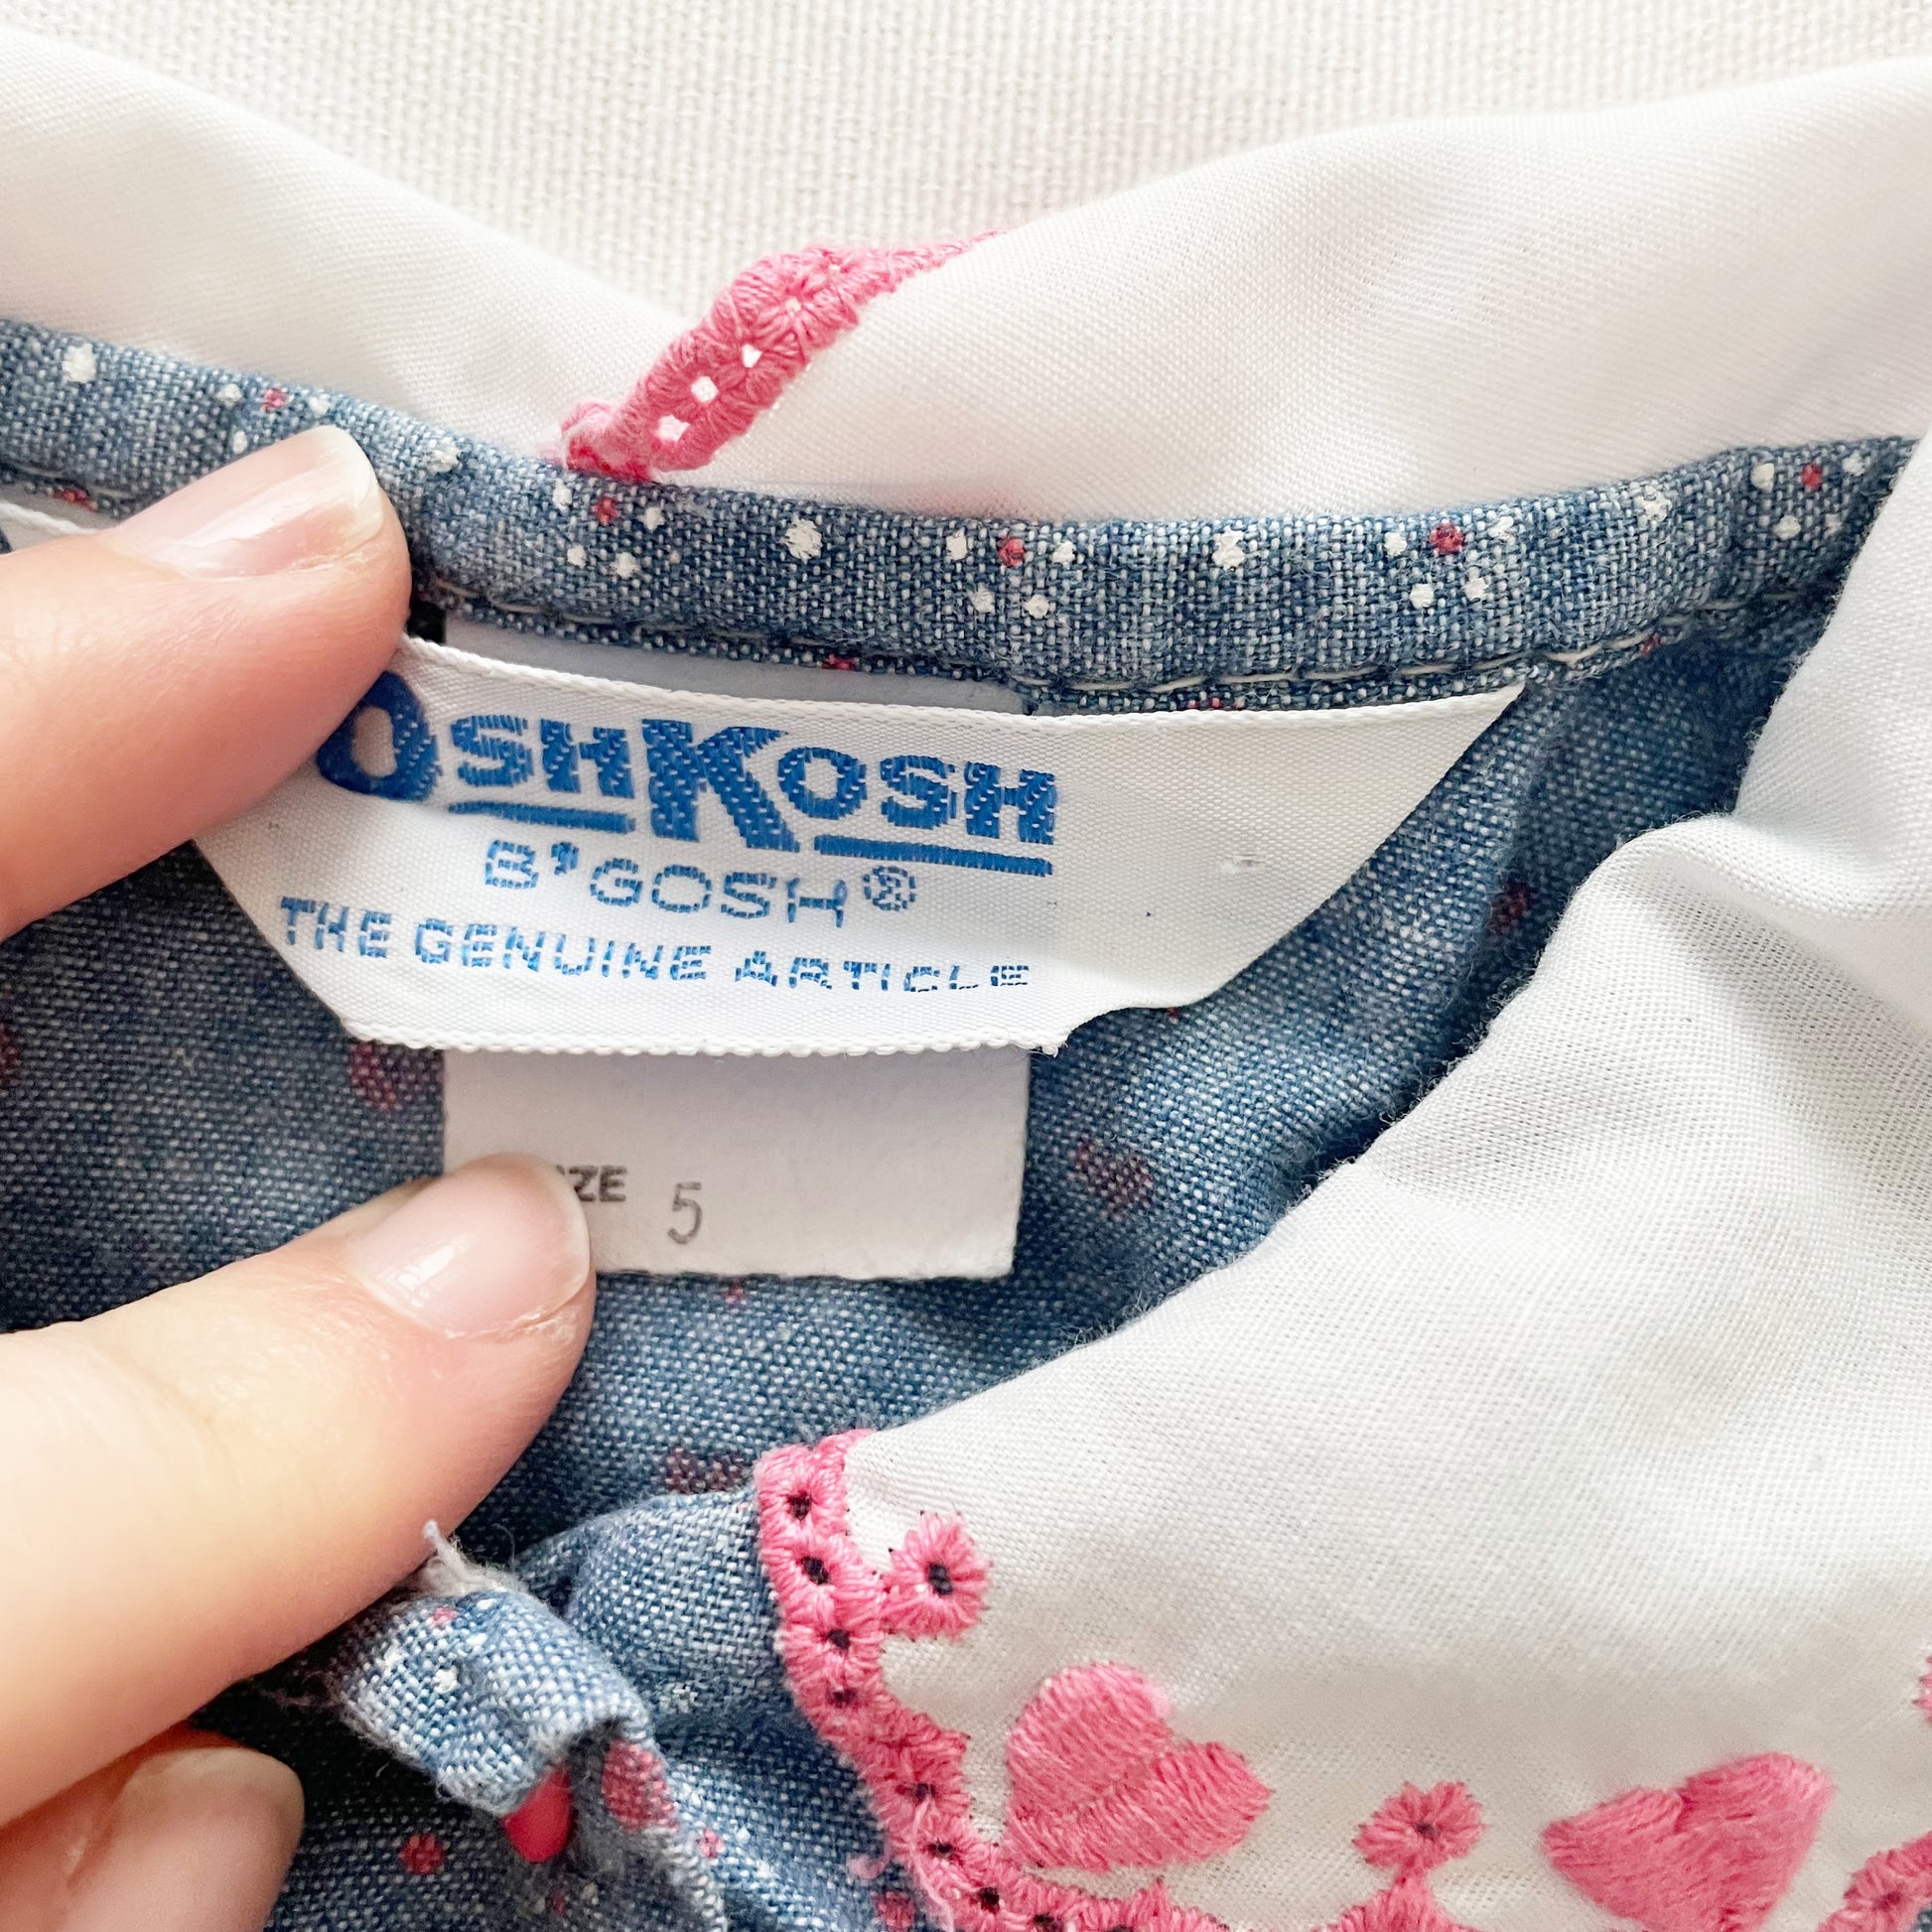 OSHKOSH
B'GOSH®
THE GENUINE ARTICLE
ZE 5